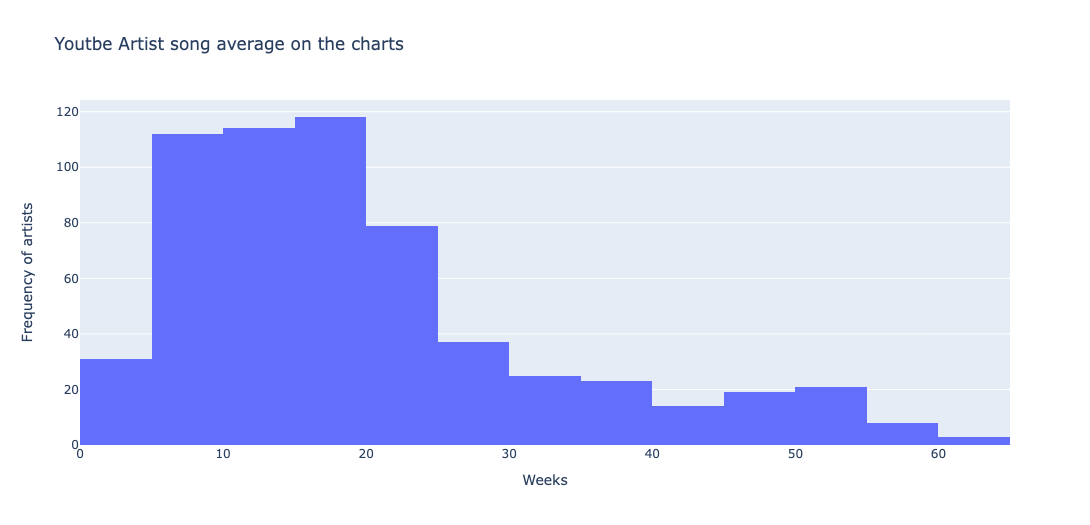 Youtbe Artist song average on the charts
120
100
80
60
40
20
0
Frequency of artists
0 10 20 30 40 50 60
Weeks